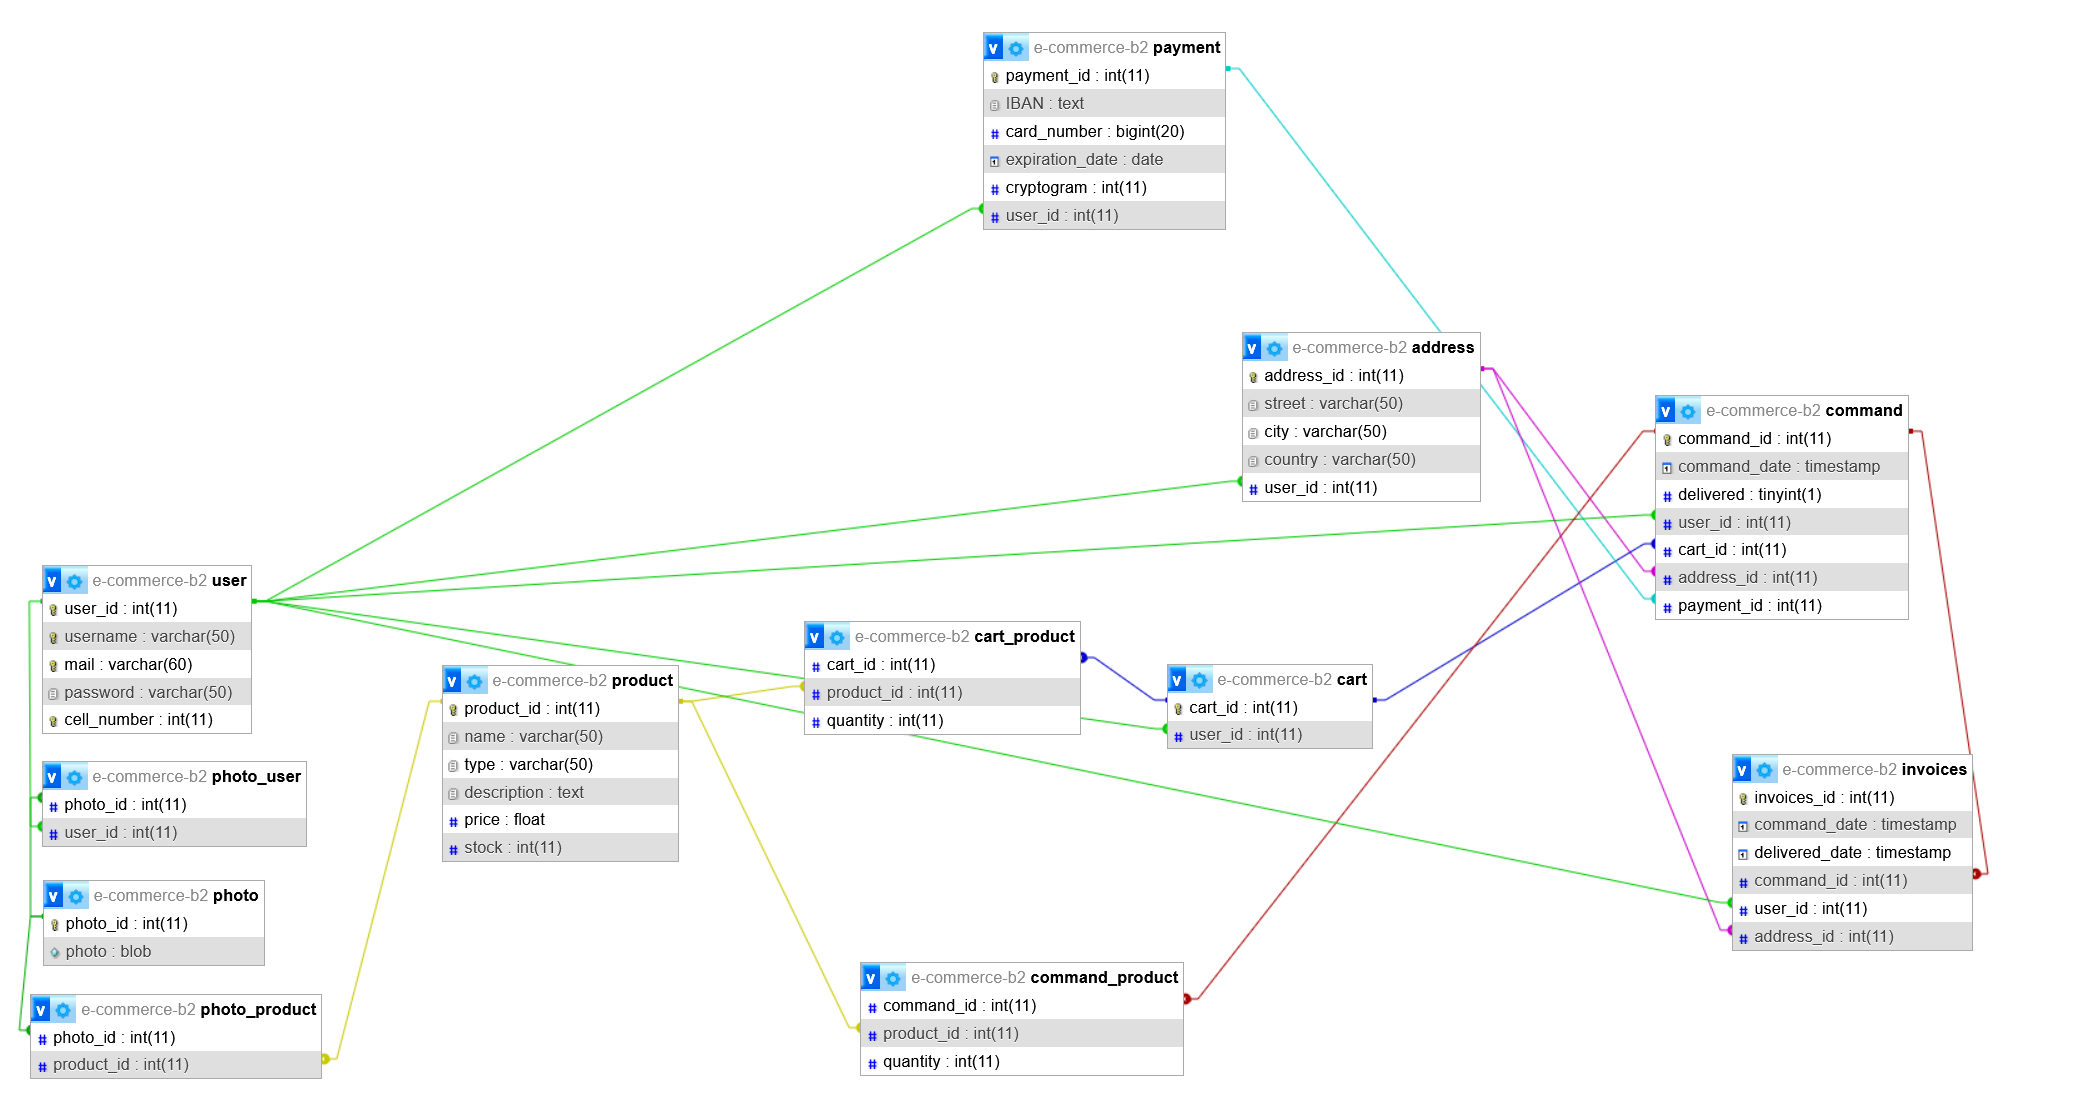 v e-commerce-b2 payment
payment_id : int(11)
IBAN : text
# card_number : bigint(20)
expiration_date : date
# cryptogram : int(11)
# user_id : int(11)
v e-commerce-b2 address
address_id : int(11)
street : varchar(50)
city : varchar(50)
country : varchar(50)
# user_id : int(11)
v e-commerce-b2 command
command_id : int(11)
command_date : timestamp
# delivered : tinyint(1)
# user_id : int(11)
# cart_id : int(11)
# address_id : int(11)
# payment_id : int(11)
v e-commerce-b2 user
user_id : int(11)
username : varchar(50)
mail : varchar(60)
password : varchar(50)
cell_number : int(11)
v e-commerce-b2 cart_product
# cart_id : int(11)
# product_id : int(11)
# quantity : int(11)
v e-commerce-b2 product
product_id : int(11)
name : varchar(50)
type : varchar(50)
description : text
# price : float
# stock : int(11)
v e-commerce-b2 cart
cart_id : int(11)
# user_id : int(11)
v e-commerce-b2 photo_user
# photo_id : int(11)
# user_id : int(11)
v e-commerce-b2 invoices
invoices_id : int(11)
command_date : timestamp
delivered_date : timestamp
# command_id : int(11)
# user_id : int(11)
# address_id : int(11)
v e-commerce-b2 photo
photo_id : int(11)
photo : blob
v e-commerce-b2 photo_product
# photo_id : int(11)
# product_id : int(11)
v e-commerce-b2 command_product
# command_id : int(11)
# product_id : int(11)
# quantity : int(11)